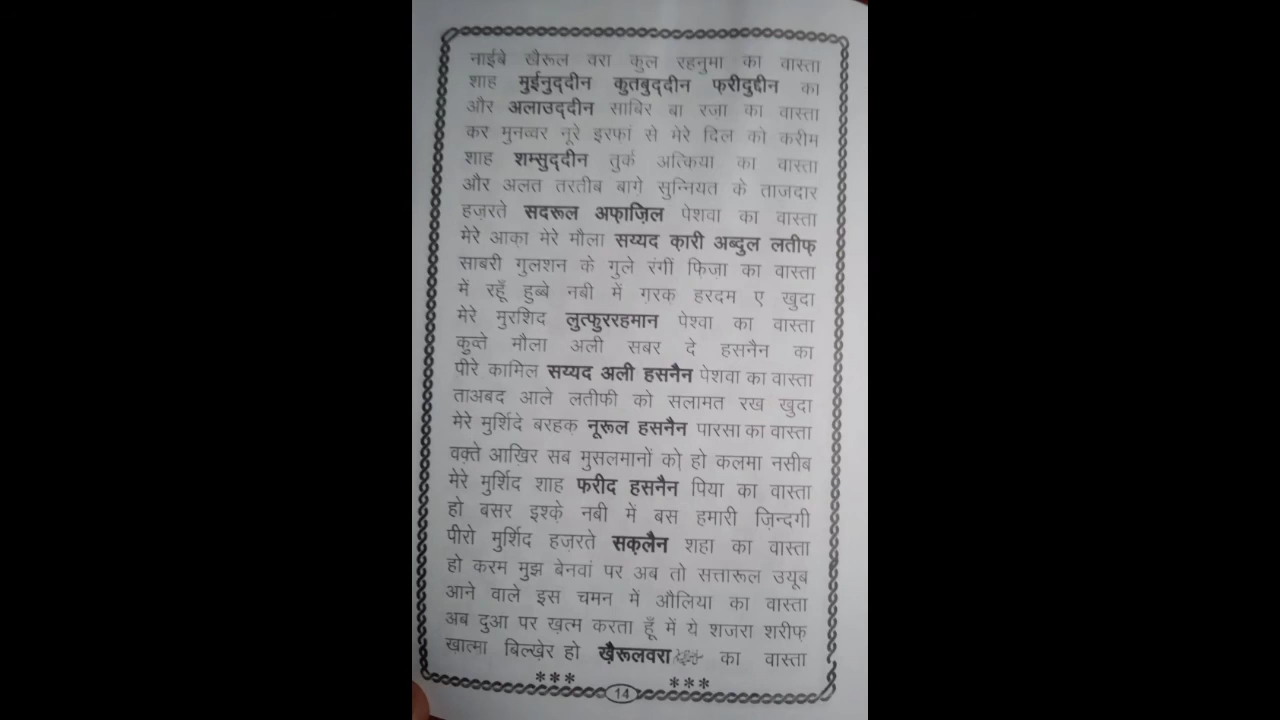 नाईबे खैरूल वरा कुल रहनुमा का वास्ता
शाह मुईनुद्दीन कुतबुद्दीन फ़रीदुद्दीन का
और अलाउद्दीन साबिर बा रज़ा का वास्ता
कर मुनव्वर नूरे इरफां से मेरे दिल को करीम
शाह शम्सुद्दीन तुर्क अत्किया का वास्ता
और अलत तरतीब बागे सुन्नियत के ताजदार
हज़रते सदरूल अफ़ाज़िल पेशवा का वास्ता
मेरे आक़ा मेरे मौला सय्यद क़ारी अब्दुल लतीफ़
साबरी गुलशन के गुले रंगीं फिज़ा का वास्ता
में रहूँ हुब्बे नबी में ग़रक़ हरदम ए खुदा
मेरे मुरशिद लुत्फुररहमान पेश्वा का वास्ता
कुव्ते मौला अली सबर दे हसनैन का
पीरे कामिल सय्यद अली हसनैन पेशवा का वास्ता
ताअबद आले लतीफी को सलामत रख खुदा
मेरे मुर्शिदे बरहक़ नूरूल हसनैन पारसा का वास्ता
वक़्ते आख़िर सब मुसलमानों को़ हो कलमा नसीब
मेरे मुर्शिद शाह फरीद हसनैन पिया का वास्ता
हो बसर इश्के़ नबी में बस हमारी ज़िन्दगी
पीरो मुर्शिद हज़रते सक़लैन शहा का वास्ता
हो करम मुझ बेनवां पर अब तो सत्तारूल उयूब
आने वाले इस चमन में औलिया का वास्ता
अब दुआ पर ख़त्म करता हूँ में ये शजरा शरीफ़
ख़ात्मा बिल्ख़ेर हो ख़ैरूलवरा ﷺ का वास्ता
*** ***
14